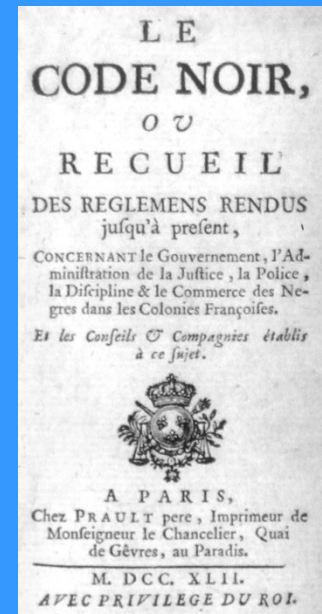 LE
CODE NOIR,
OU
RECUEIL
DES REGLEMENS RENDUS
juſqu'à preſent,
CONCERNANT le Gouvernement, l'Ad-
miniſtration de la Juſtice, la Police,
la Diſcipline & le Commerce des Ne-
gres dans les Colonies Françoiſes.
Et les Conſeils & Compagnies établis
à ce ſujet.
A PARIS,
Chez PRAULT pere, Imprimeur de
Monſeigneur le Chancelier, Quai
de Gêvres, au Paradis.
M. DCC. XLII.
AVEC PRIVILEGE DU ROI.